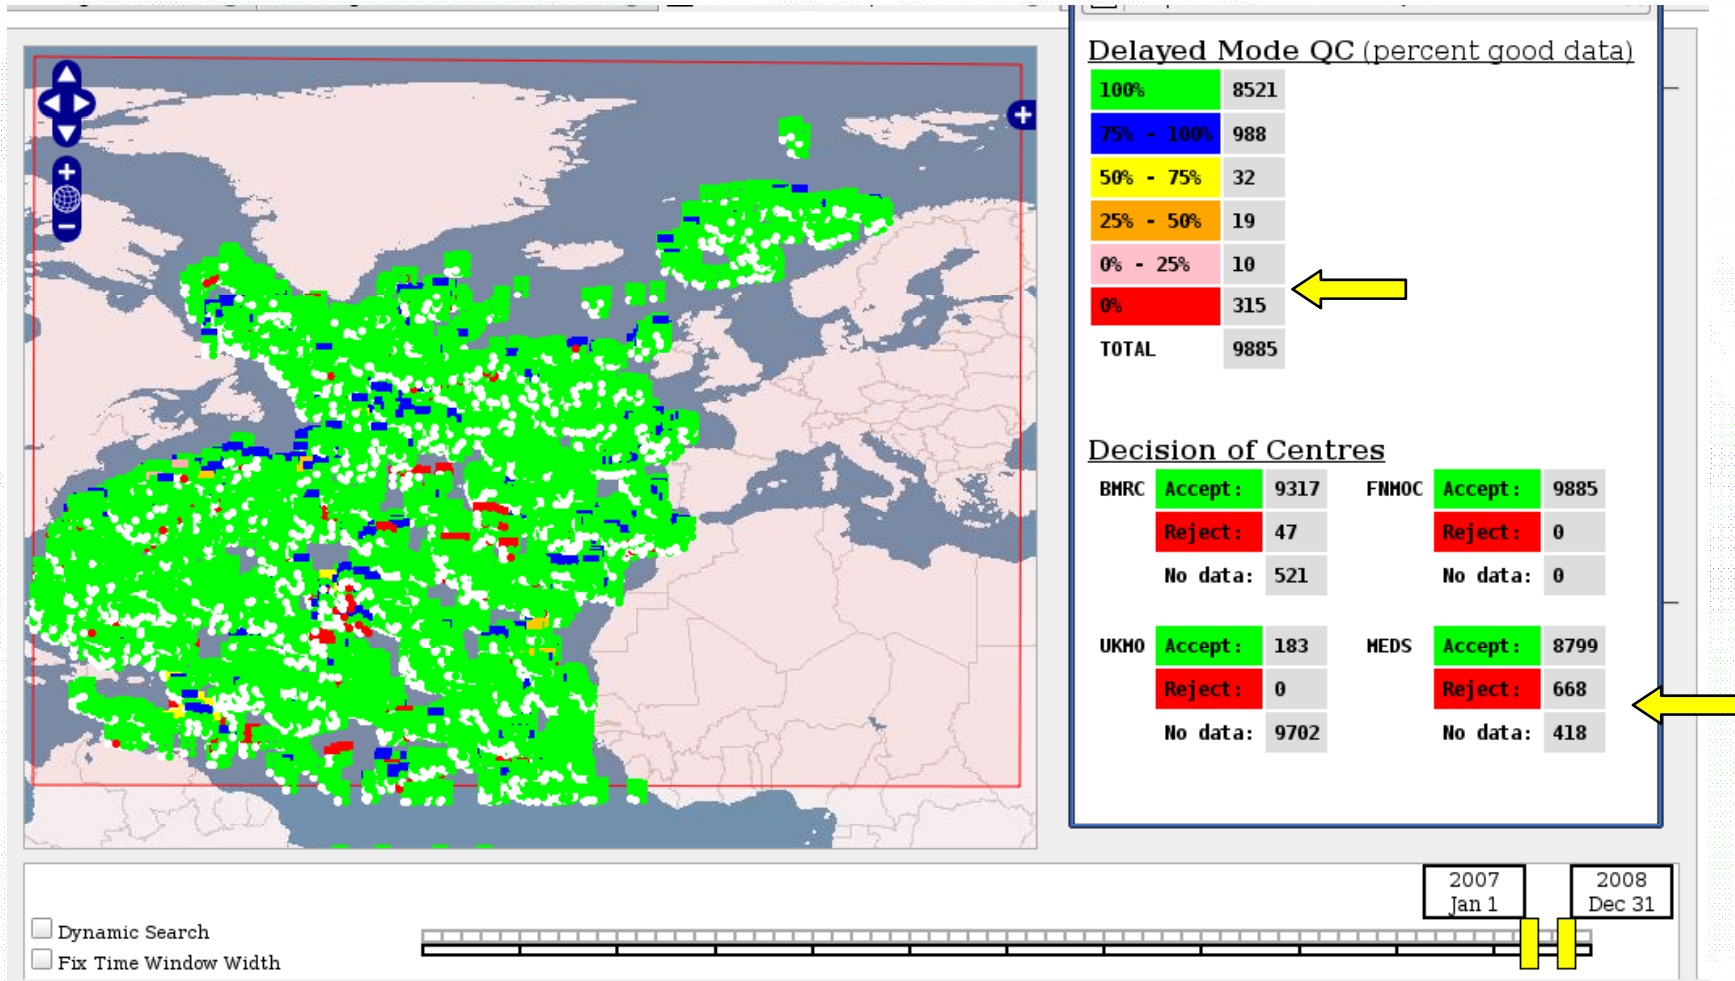 Delayed Mode QC (percent good data)
100% 8521
75% - 100% 988
50% - 75% 32
25% - 50% 19
0% - 25% 10
0% 315
TOTAL 9885
Decision of Centres
BMRC Accept: 9317 FNMOC Accept: 9885
Reject: 47 Reject: 0
No data: 521 No data: 0
UKMO Accept: 183 MEDS Accept: 8799
Reject: 0 Reject: 668
No data: 9702 No data: 418
2007 2008
Jan 1 Dec 31
Dynamic Search
Fix Time Window Width